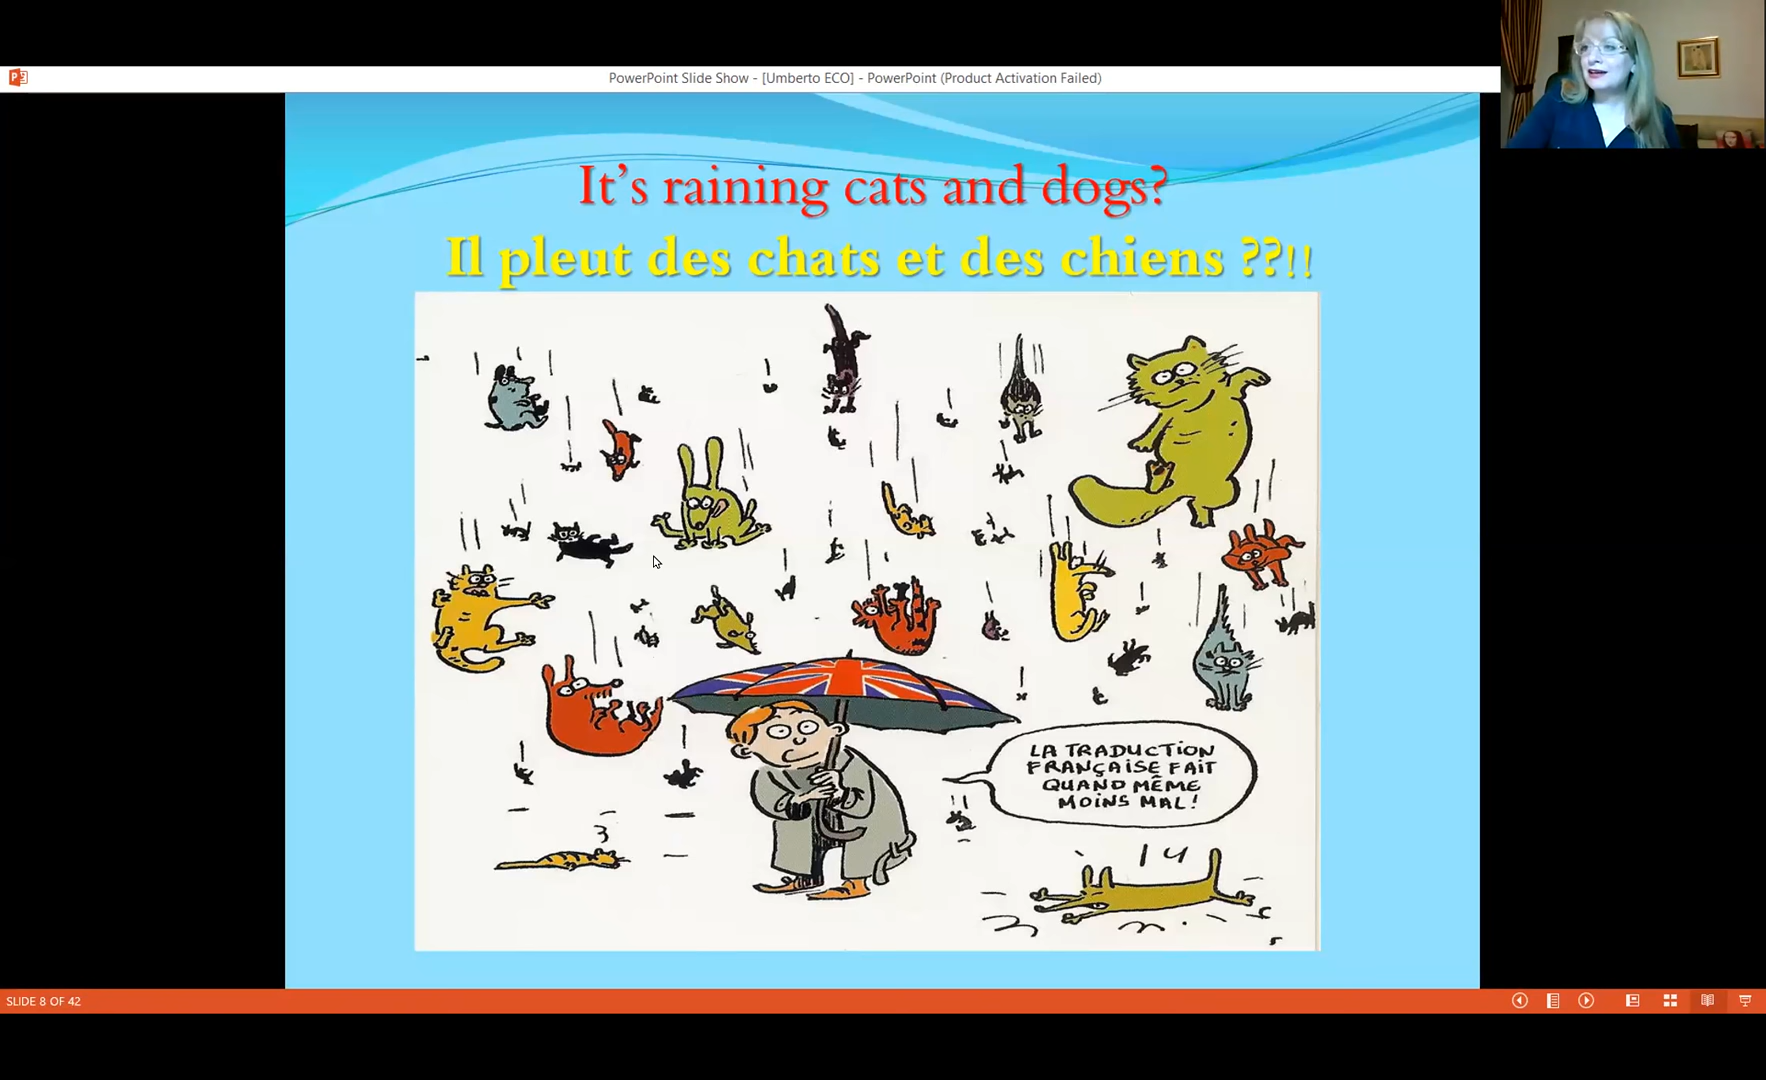 PowerPoint Slide Show - [Umberto ECO] - PowerPoint (Product Activation Failed)
It's raining cats and dogs?
Il pleut des chats et des chiens ??!!
LA TRADUCTION
FRANÇAISE FAIT
QUAND MÊME
MOINS MAL!
SLIDE 8 OF 42